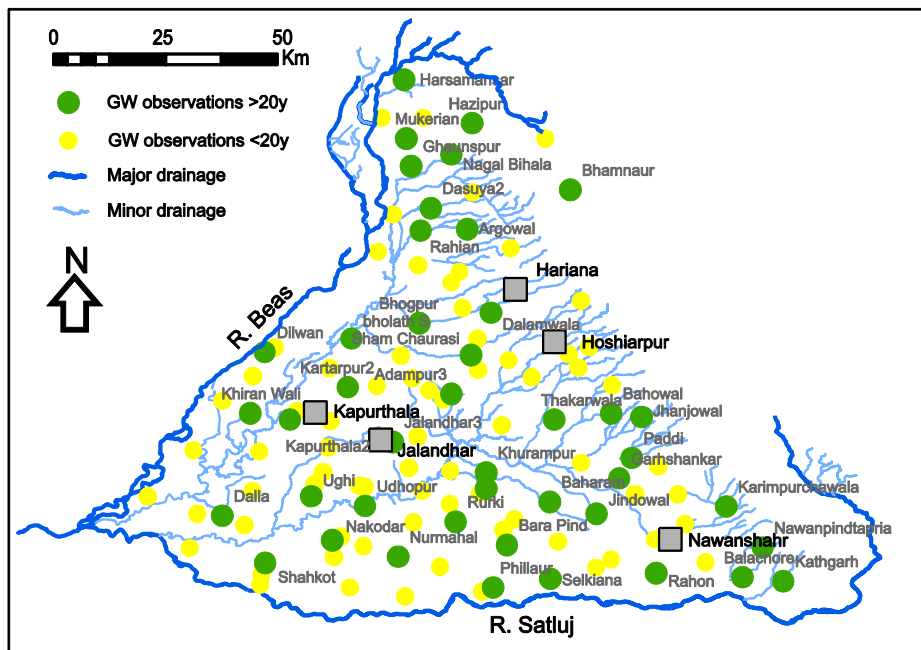 0 25 50
Km
GW observations >20y
GW observations <20y
Major drainage
Minor drainage
N
Harsamansar
Hazipur
Mukerian
Ghaunspur
Nagal Bihala
Bhamnaur
Dasuya2
Argowal
Rahian
Hariana
R. Beas
Bhogpur
Dilwan
Dalamwala
Bham Chaurasi
Hoshiarpur
Kartarpur2
Adampur3
Khiran Wali
Thakarwala
Bahowal
Jhanjowal
Kapurthala
Jalandhar3
Paddi
Kapurthala2
Jalandhar
Khurampur
Garhshankar
Ughi
Udhopur
Baharam
Karimpurchawala
Dalla
Rurki
Jindowal
Nakodar
Nurmahal
Bara Pind
Nawanshahr
Nawanpindtapria
Phillaur
Balachore
Kathgarh
Shahkot
Selkiana
Rahon
R. Satluj